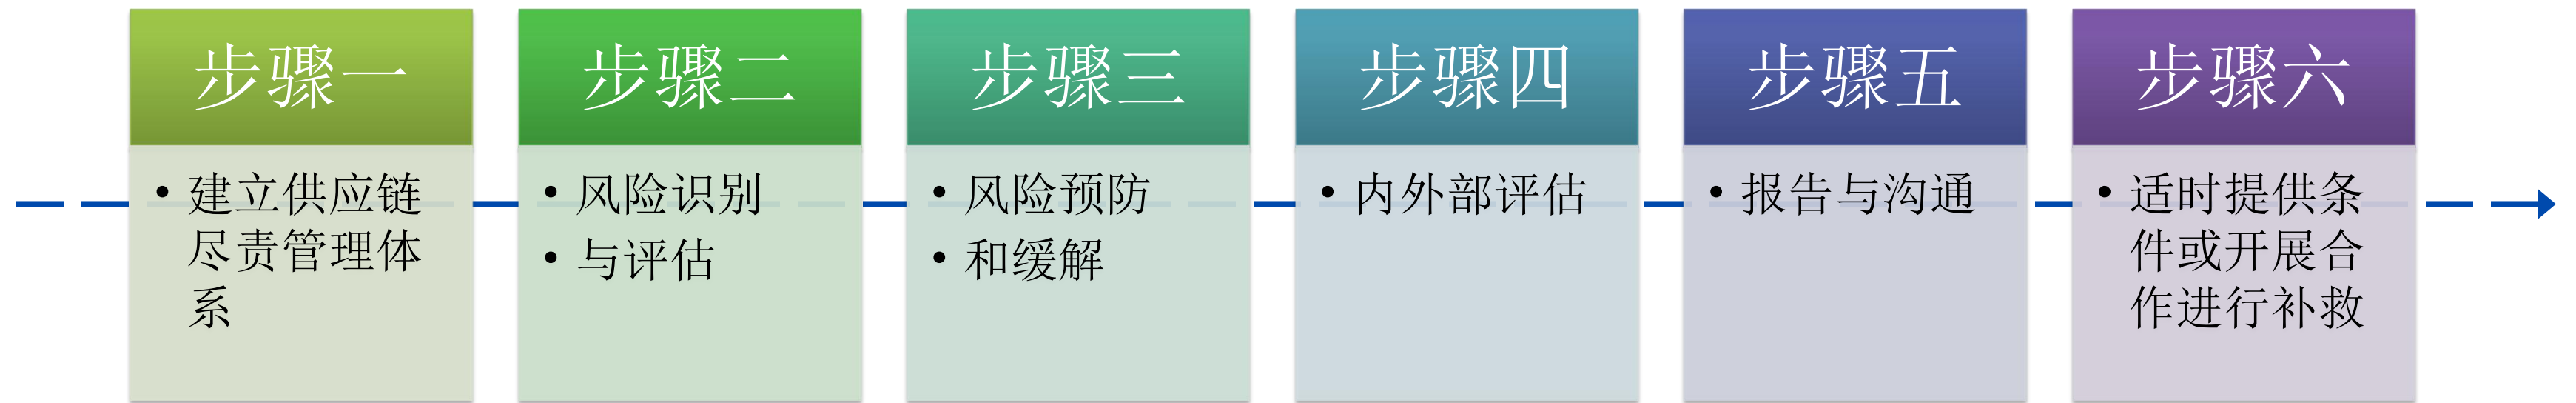 步骤一
• 建立供应链
尽责管理体
系
步骤二
• 风险识别
• 与评估
步骤三
• 风险预防
• 和缓解
步骤四
• 内外部评估
步骤五
• 报告与沟通
步骤六
• 适时提供条
件或开展合
作进行补救